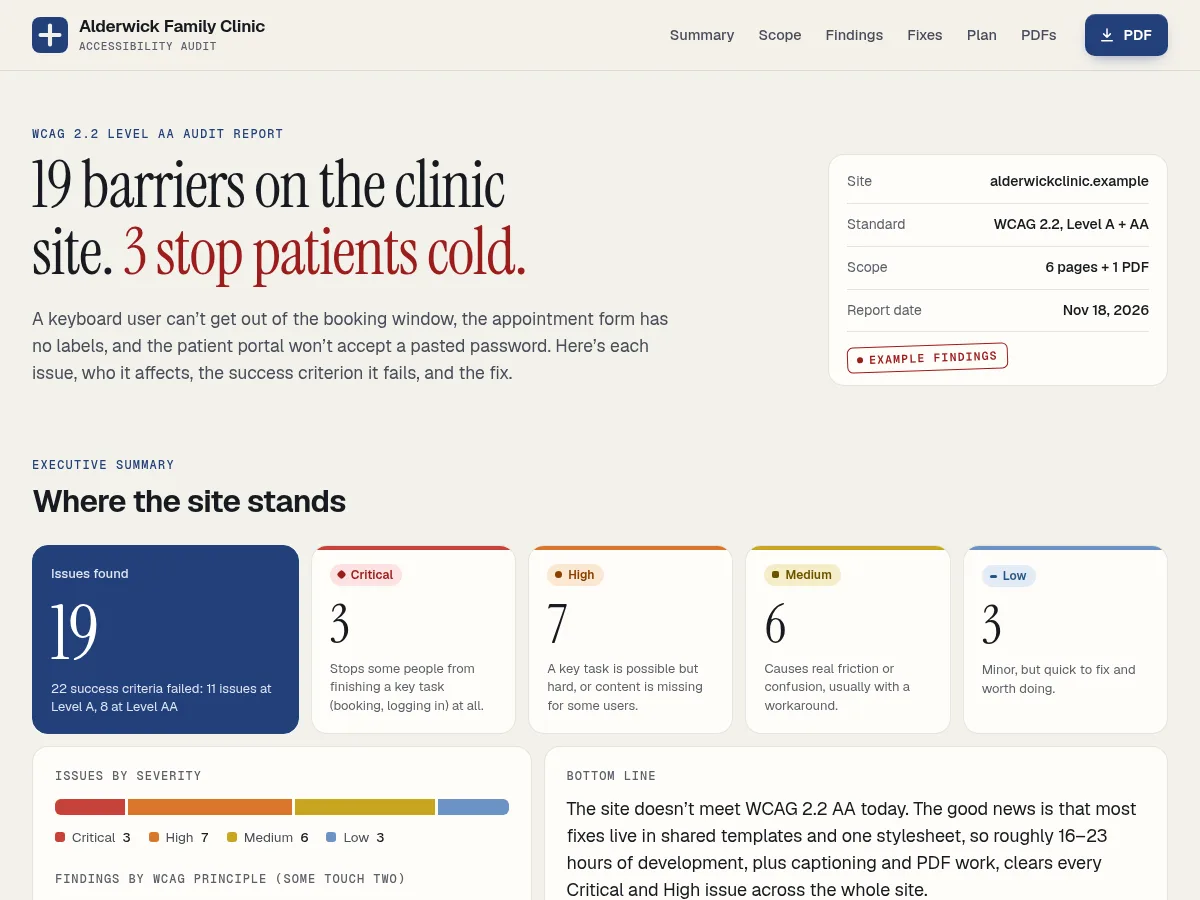 Alderwick Family Clinic
ACCESSIBILITY AUDIT
Summary Scope Findings Fixes Plan PDFs PDF
WCAG 2.2 LEVEL AA AUDIT REPORT
19 barriers on the clinic
site. 3 stop patients cold.
A keyboard user can’t get out of the booking window, the appointment form has
no labels, and the patient portal won’t accept a pasted password. Here’s each
issue, who it affects, the success criterion it fails, and the fix.
Site alderwickclinic.example
Standard WCAG 2.2, Level A + AA
Scope 6 pages + 1 PDF
Report date Nov 18, 2026
EXAMPLE FINDINGS
EXECUTIVE SUMMARY
Where the site stands
Issues found
19
22 success criteria failed: 11 issues at
Level A, 8 at Level AA
Critical
3
Stops some people from
finishing a key task
(booking, logging in) at all.
High
7
A key task is possible but
hard, or content is missing
for some users.
Medium
6
Causes real friction or
confusion, usually with a
workaround.
Low
3
Minor, but quick to fix and
worth doing.
ISSUES BY SEVERITY
Critical 3 High 7 Medium 6 Low 3
FINDINGS BY WCAG PRINCIPLE (SOME TOUCH TWO)
BOTTOM LINE
The site doesn’t meet WCAG 2.2 AA today. The good news is that most
fixes live in shared templates and one stylesheet, so roughly 16–23
hours of development, plus captioning and PDF work, clears every
Critical and High issue across the whole site.